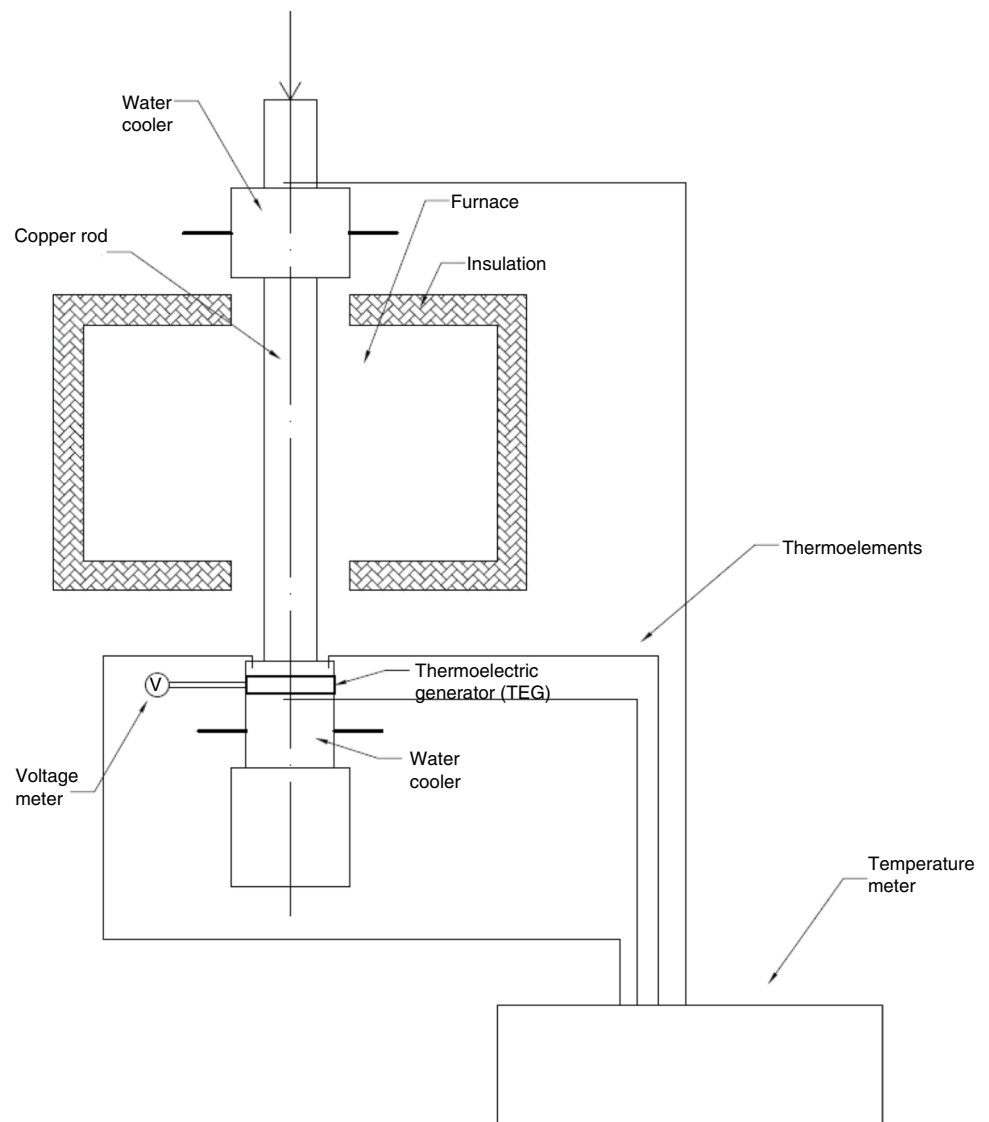 Water
cooler
Furnace
Copper rod
Insulation
Thermoelements
Thermoelectric
generator (TEG)
V
Water
cooler
Voltage
meter
Temperature
meter